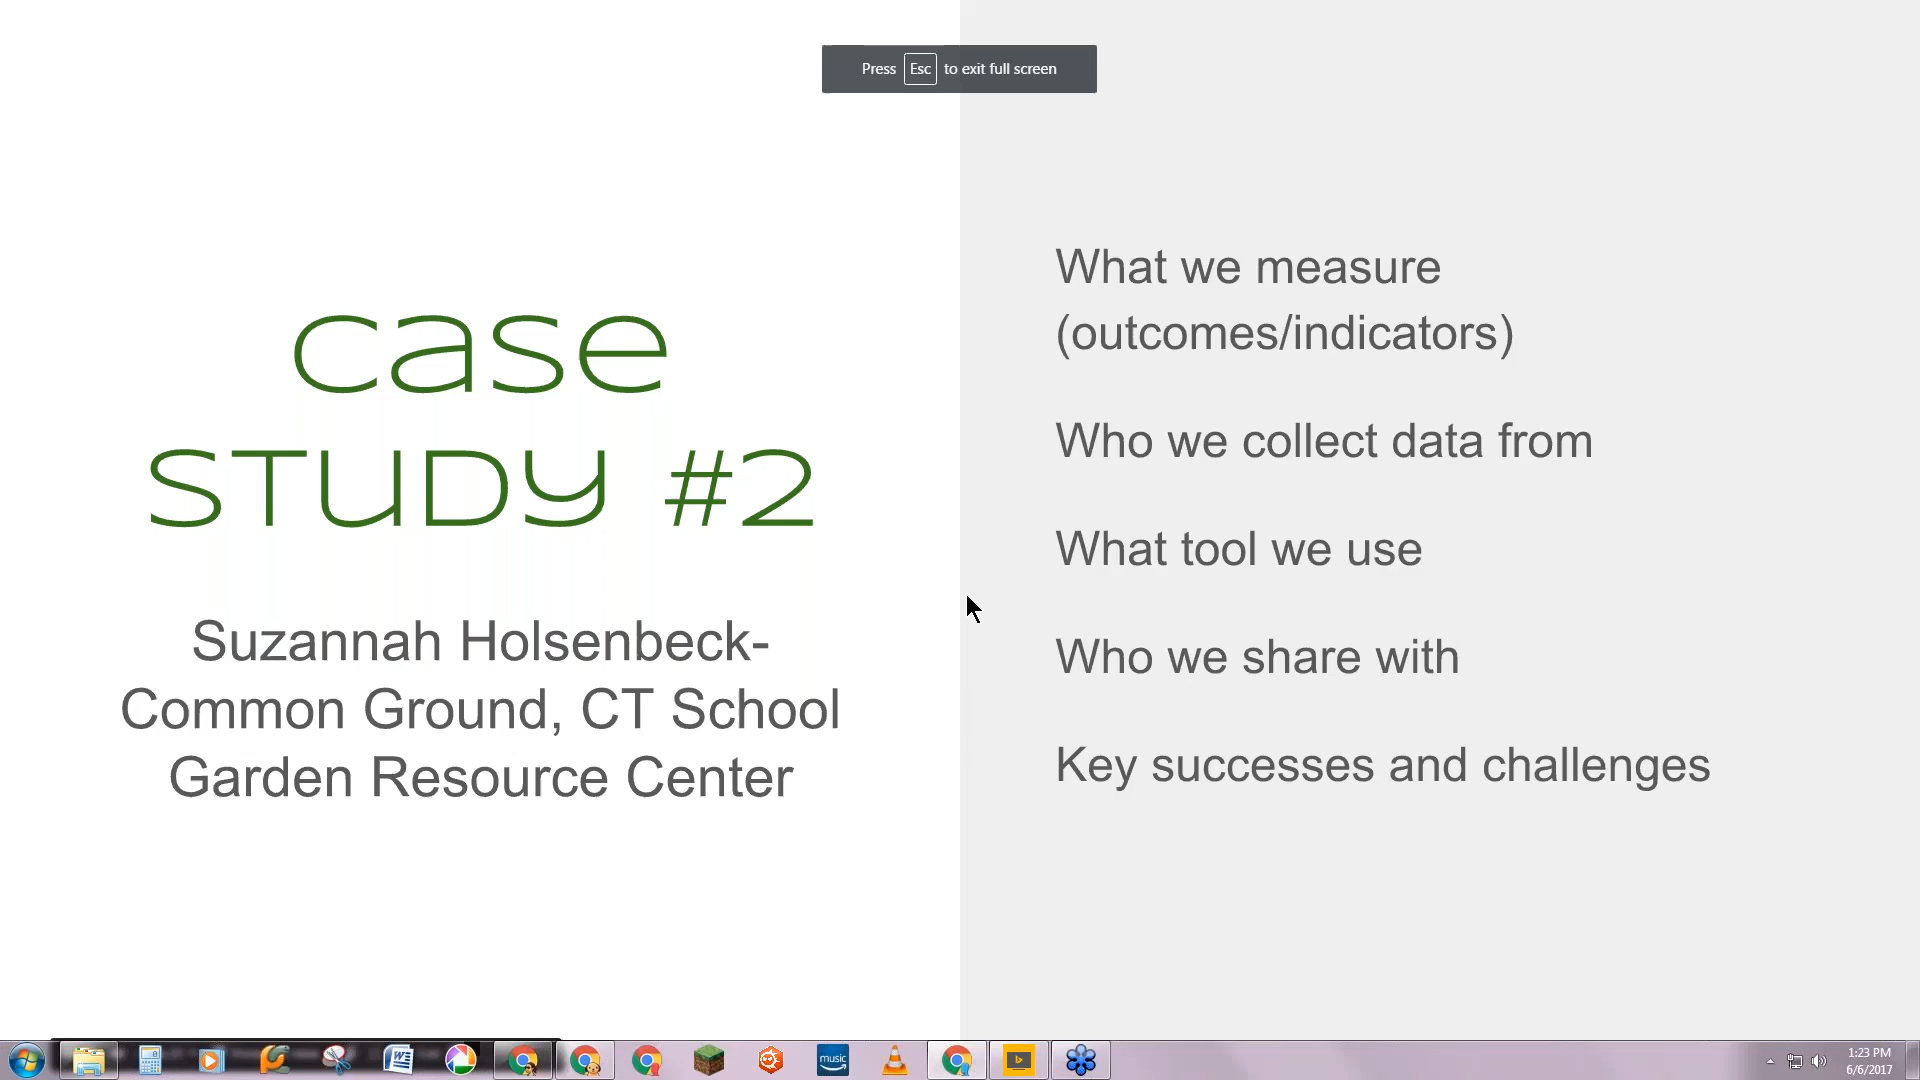 Press Esc to exit full screen
case
STUDY #2
Suzannah Holsenbeck-
Common Ground, CT School
Garden Resource Center
What we measure
(outcomes/indicators)
Who we collect data from
What tool we use
Who we share with
Key successes and challenges
music
1:23 PM
6/6/2017